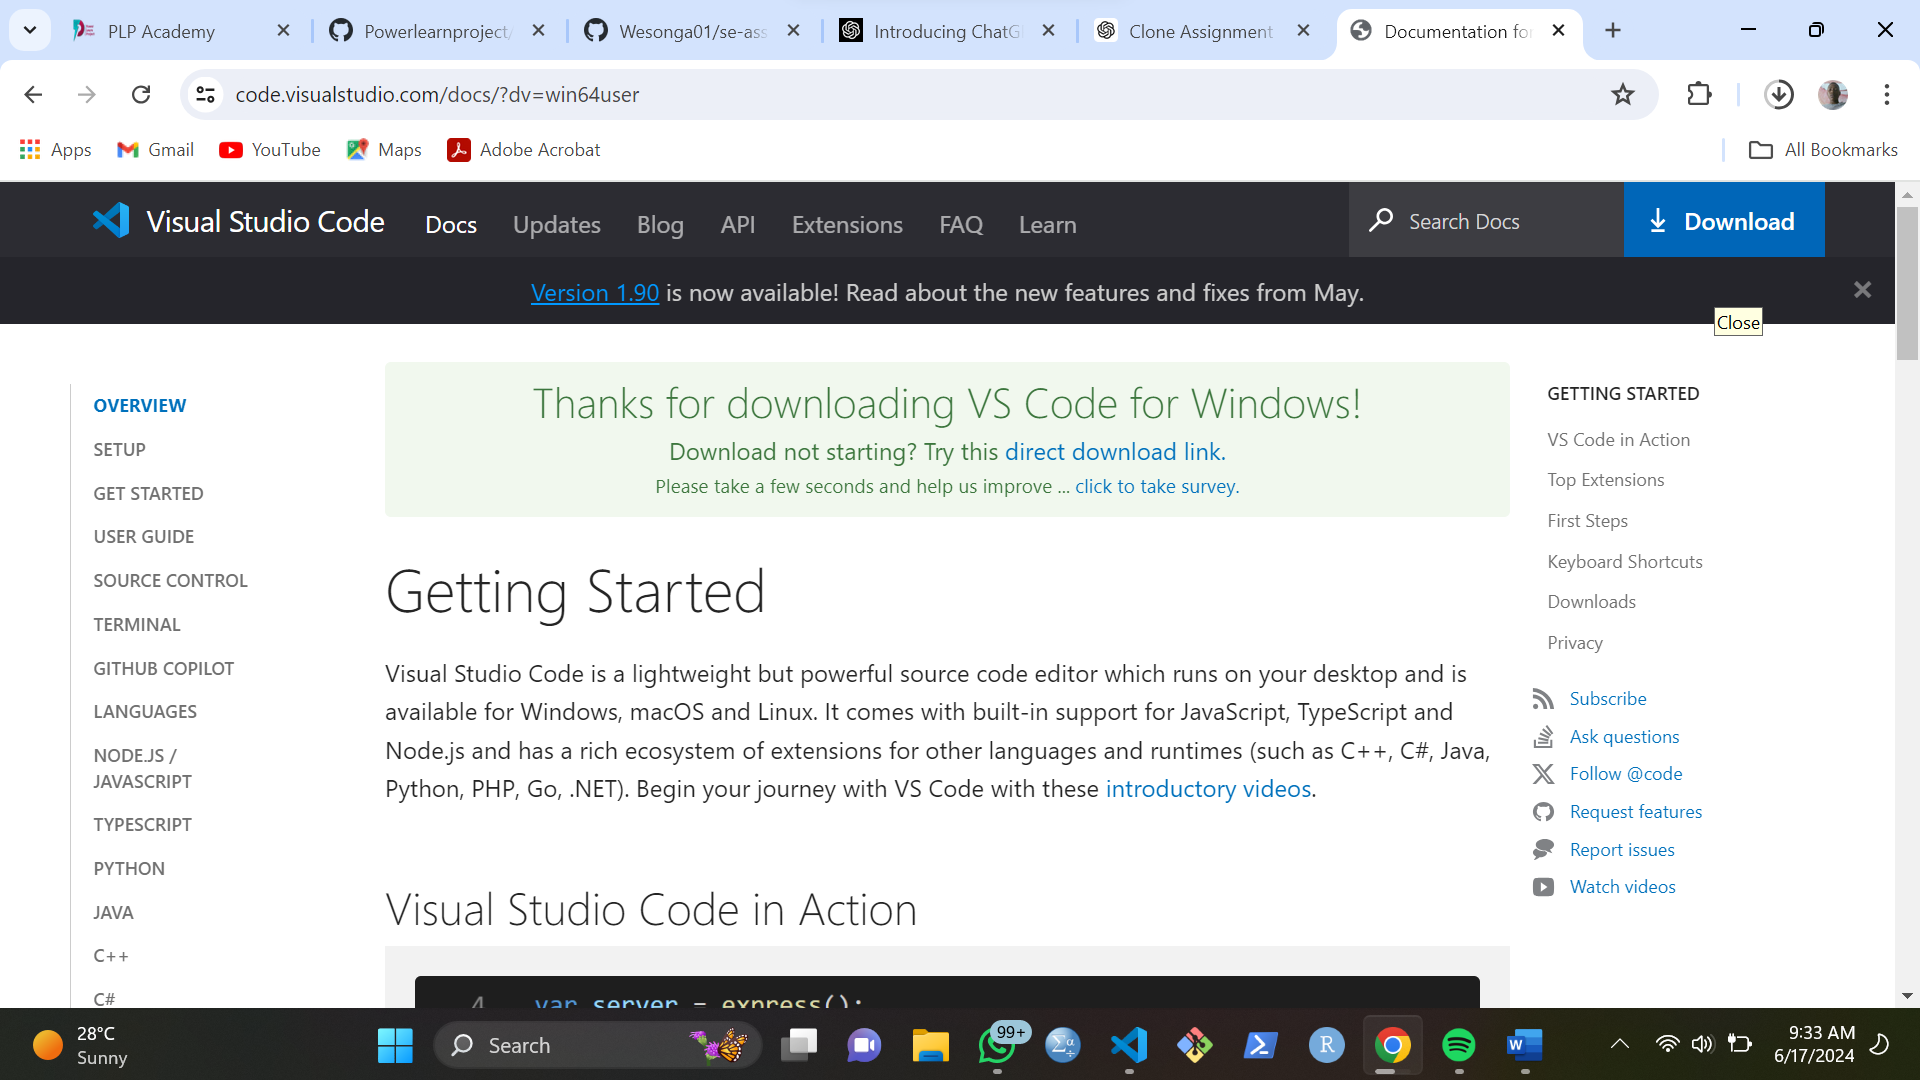 PLP Academy
Powerlearnproject/
Wesonga01/se-ass
Introducing ChatG
Clone Assignment
Documentation for
code.visualstudio.com/docs/?dv=win64user
Apps
Gmail
YouTube
Maps
Adobe Acrobat
All Bookmarks
Visual Studio Code
Docs
Updates
Blog
API
Extensions
FAQ
Learn
Search Docs
Download
Version 1.90 is now available! Read about the new features and fixes from May.
Close
OVERVIEW
SETUP
GET STARTED
USER GUIDE
SOURCE CONTROL
TERMINAL
GITHUB COPILOT
LANGUAGES
NODE.JS /
JAVASCRIPT
TYPESCRIPT
PYTHON
JAVA
C++
C#
Thanks for downloading VS Code for Windows!
Download not starting? Try this direct download link.
Please take a few seconds and help us improve ... click to take survey.
Getting Started
Visual Studio Code is a lightweight but powerful source code editor which runs on your desktop and is
available for Windows, macOS and Linux. It comes with built-in support for JavaScript, TypeScript and
Node.js and has a rich ecosystem of extensions for other languages and runtimes (such as C++, C#, Java,
Python, PHP, Go, .NET). Begin your journey with VS Code with these introductory videos.
Visual Studio Code in Action
4 var server = express();
GETTING STARTED
VS Code in Action
Top Extensions
First Steps
Keyboard Shortcuts
Downloads
Privacy
Subscribe
Ask questions
Follow @code
Request features
Report issues
Watch videos
28°C
Sunny
Search
99+
9:33 AM
6/17/2024